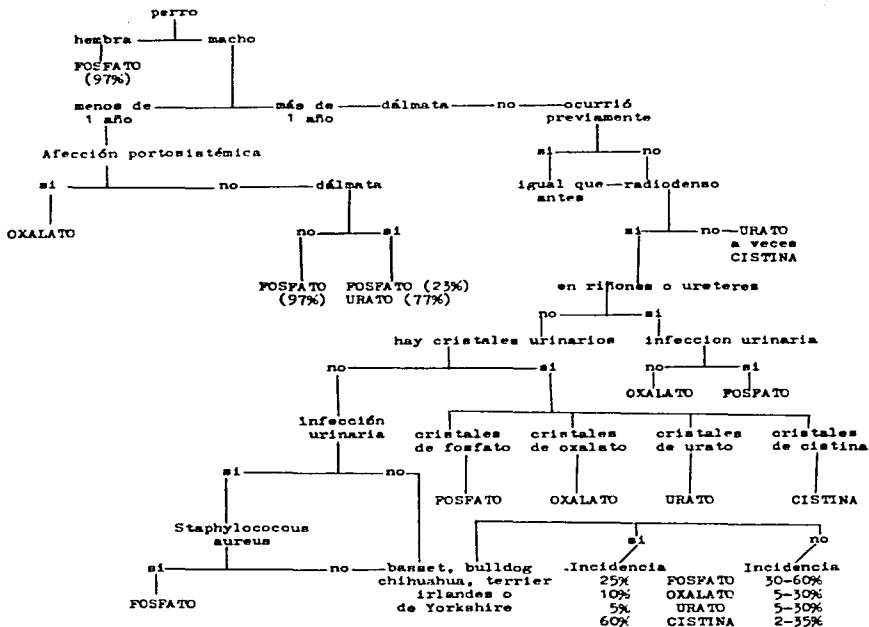 perro
hembra macho
FOSFATO
(97%)
menos de más de dálmata no ocurrió
1 año 1 año previamente
Afección portosistémica si no
si no dálmata igual que radiodenso
antes
OXALATO no si si no URATO
a veces
CISTINA
FOSFATO FOSFATO (23%) en riñones o ureteres
(97%) URATO (77%)
no si
hay cristales urinarios infeccion urinaria
no si no si
OXALATO FOSFATO
Infección cristales cristales cristales cristales
urinaria de fosfato de oxalato de urato de cistina
si no
FOSFATO OXALATO URATO CISTINA
Staphylococous
aureus si no
si no basset, bulldog Incidencia Incidencia
chihuahua, terrier 25% FOSFATO 30-60%
FOSFATO irlandes o 10% OXALATO 5-30%
de Yorkshire 5% URATO 5-30%
60% CISTINA 2-35%